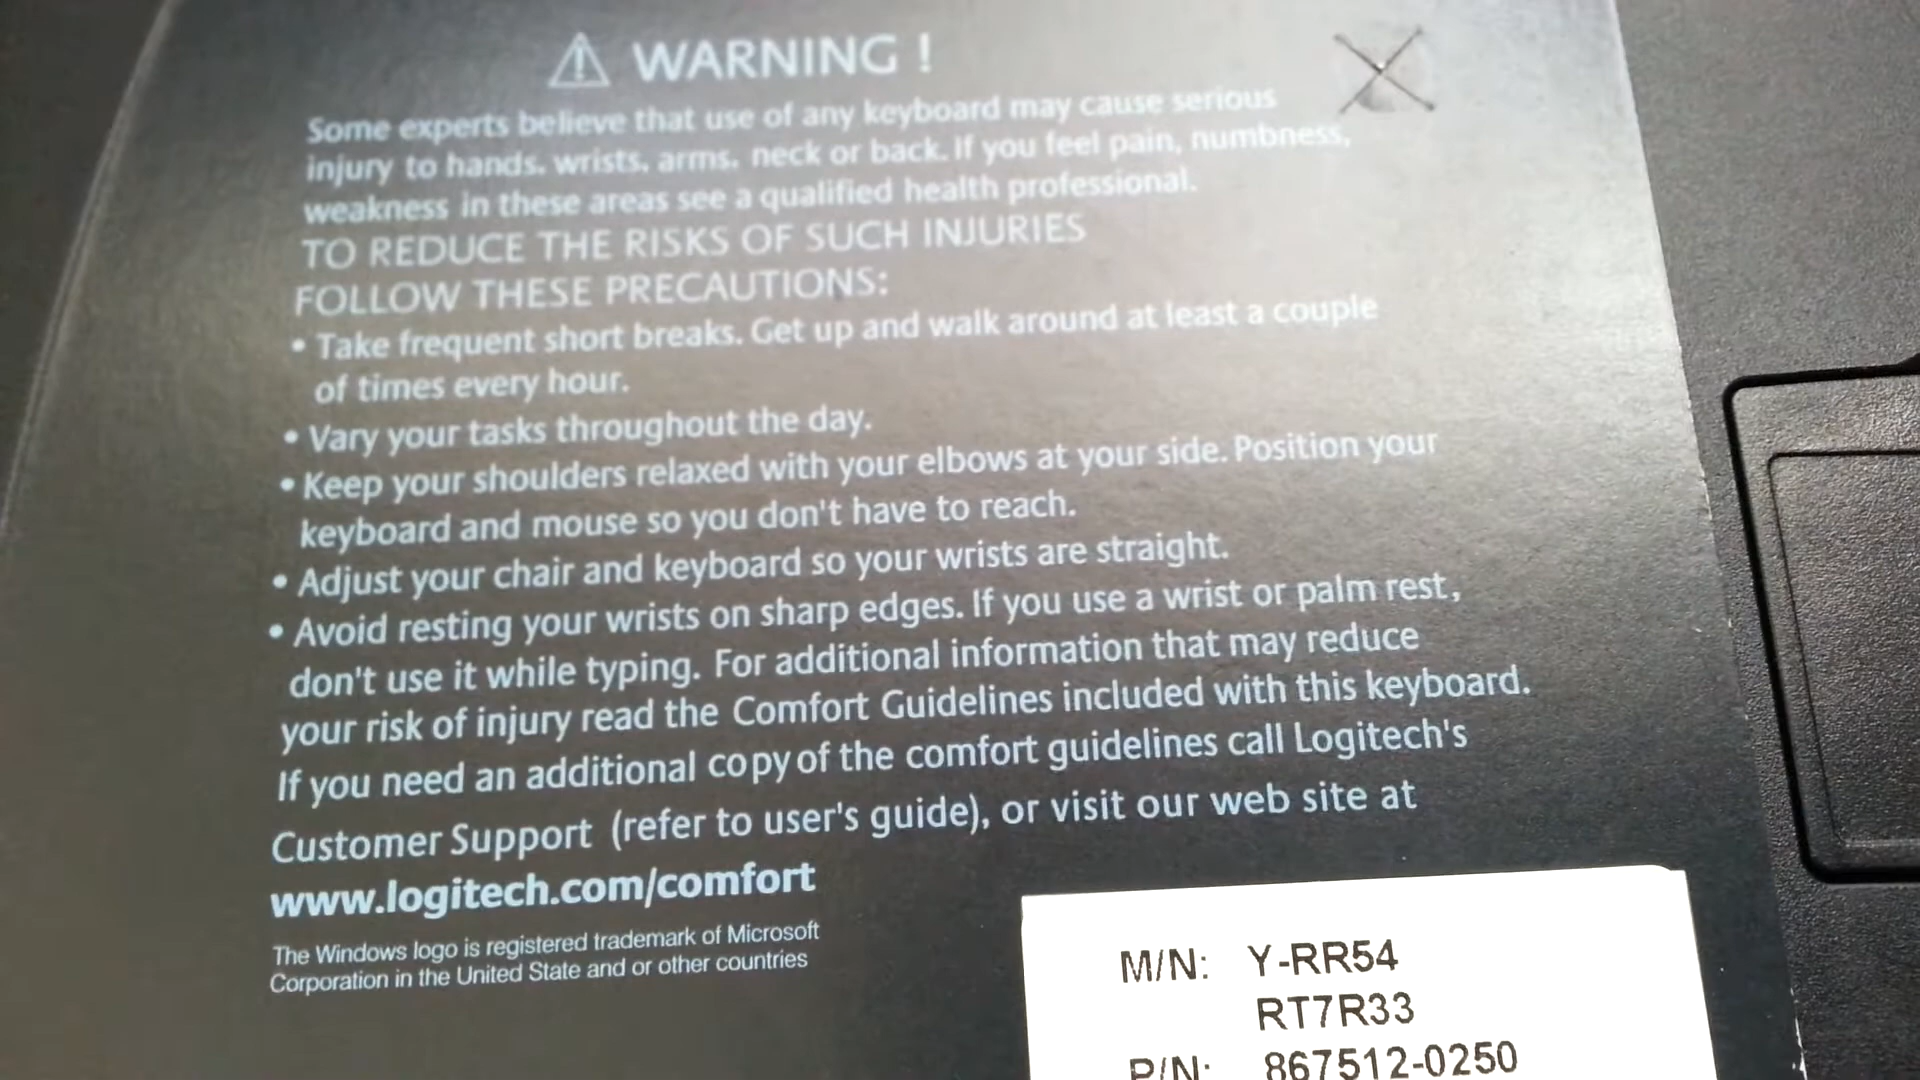 WARNING !
Some experts believe that use of any keyboard may cause serious
injury to hands, wrists, arms, neck or back. If you feel pain, numbness,
weakness in these areas see a qualified health professional.
TO REDUCE THE RISKS OF SUCH INJURIES
FOLLOW THESE PRECAUTIONS:
• Take frequent short breaks. Get up and walk around at least a couple
of times every hour.
• Vary your tasks throughout the day.
• Keep your shoulders relaxed with your elbows at your side. Position your
keyboard and mouse so you don't have to reach.
• Adjust your chair and keyboard so your wrists are straight.
• Avoid resting your wrists on sharp edges. If you use a wrist or palm rest,
don't use it while typing. For additional information that may reduce
your risk of injury read the Comfort Guidelines included with this keyboard.
If you need an additional copy of the comfort guidelines call Logitech's
Customer Support (refer to user's guide), or visit our web site at
www.logitech.com/comfort
The Windows logo is registered trademark of Microsoft
Corporation in the United State and or other countries
M/N: Y-RR54
RT7R33
P/N: 867512-0250